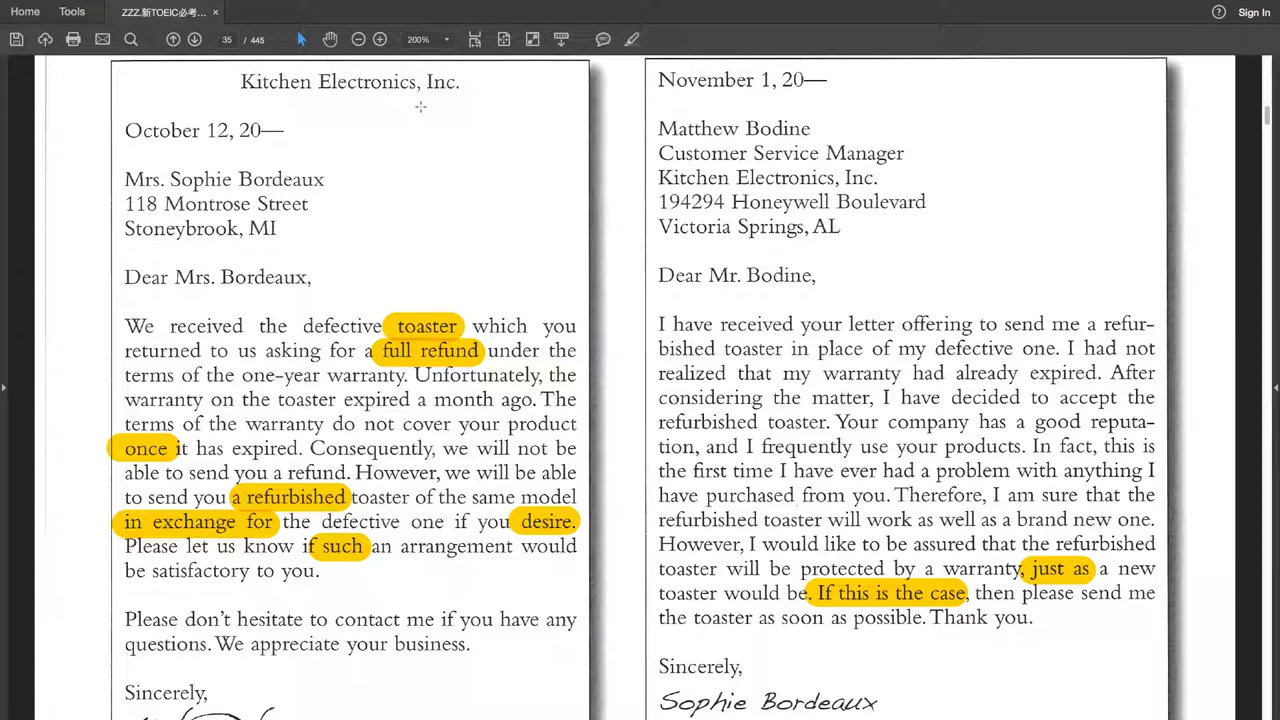 Home
Tools
ZZZ.新TOEIC必考...
×
Sign In
35 / 445
200%
Kitchen Electronics, Inc.
October 12, 20—
Mrs. Sophie Bordeaux
118 Montrose Street
Stoneybrook, MI
Dear Mrs. Bordeaux,
We received the defective toaster which you
returned to us asking for a full refund under the
terms of the one-year warranty. Unfortunately, the
warranty on the toaster expired a month ago. The
terms of the warranty do not cover your product
once it has expired. Consequently, we will not be
able to send you a refund. However, we will be able
to send you a refurbished toaster of the same model
in exchange for the defective one if you desire.
Please let us know if such an arrangement would
be satisfactory to you.
Please don't hesitate to contact me if you have any
questions. We appreciate your business.
Sincerely,
November 1, 20—
Matthew Bodine
Customer Service Manager
Kitchen Electronics, Inc.
194294 Honeywell Boulevard
Victoria Springs, AL
Dear Mr. Bodine,
I have received your letter offering to send me a refur-
bished toaster in place of my defective one. I had not
realized that my warranty had already expired. After
considering the matter, I have decided to accept the
refurbished toaster. Your company has a good reputa-
tion, and I frequently use your products. In fact, this is
the first time I have ever had a problem with anything I
have purchased from you. Therefore, I am sure that the
refurbished toaster will work as well as a brand new one.
However, I would like to be assured that the refurbished
toaster will be protected by a warranty, just as a new
toaster would be. If this is the case, then please send me
the toaster as soon as possible. Thank you.
Sincerely,
Sophie Bordeaux